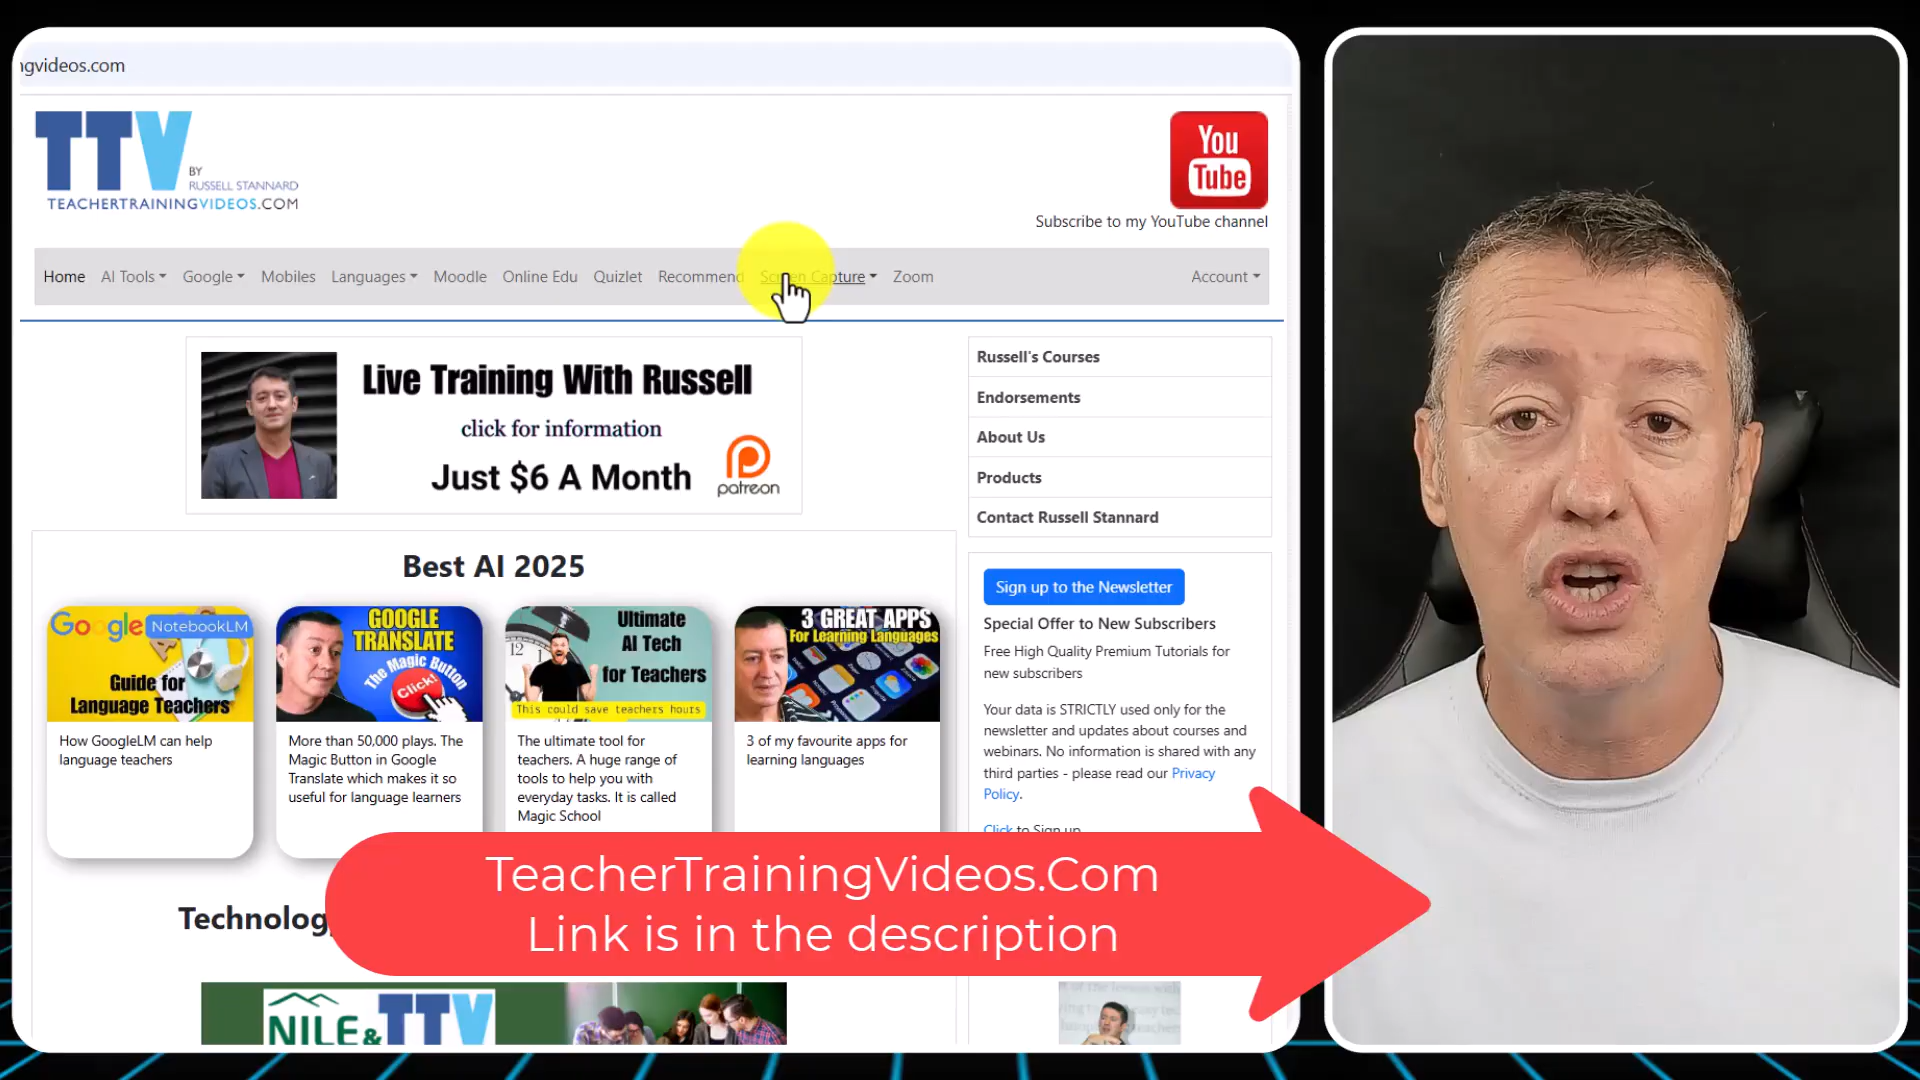 ngvideos.com
TTV
BY
RUSSELL STANNARD
TEACHERTRAININGVIDEOS.COM
You
Tube
Subscribe to my YouTube channel
Home AI Tools Google Mobiles Languages Moodle Online Edu Quizlet Recommend Screen Capture Zoom Account
Live Training With Russell
click for information
Just $6 A Month
patreon
Russell's Courses
Endorsements
About Us
Products
Contact Russell Stannard
Best AI 2025
Google NotebookLM
Guide for
Language Teachers
How GoogleLM can help
language teachers
GOOGLE
TRANSLATE
The Magic Button
Click!
More than 50,000 plays. The
Magic Button in Google
Translate which makes it so
useful for language learners
12
Ultimate
AI Tech
for Teachers
This could save teachers hours
The ultimate tool for
teachers. A huge range of
tools to help you with
everyday tasks. It is called
Magic School
3 GREAT APPS
For Learning Languages
3 of my favourite apps for
learning languages
Sign up to the Newsletter
Special Offer to New Subscribers
Free High Quality Premium Tutorials for
new subscribers
Your data is STRICTLY used only for the
newsletter and updates about courses and
webinars. No information is shared with any
third parties - please read our Privacy
Policy.
Click to Sign up
TeacherTrainingVideos.Com
Link is in the description
NILE & TTV